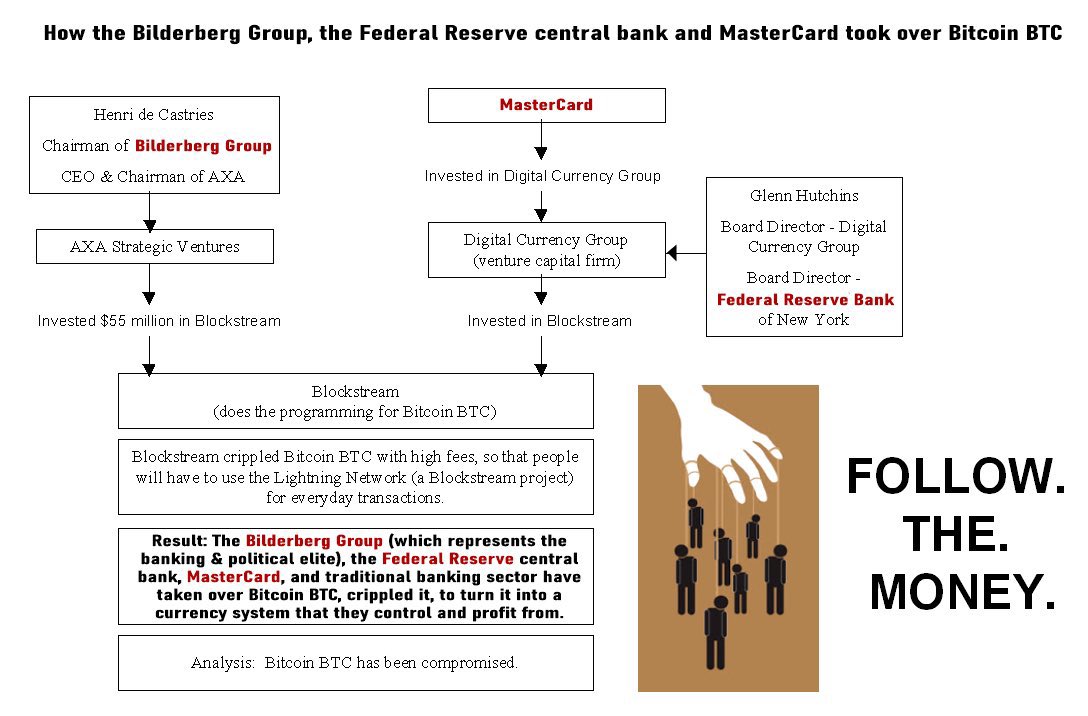 How the Bilderberg Group, the Federal Reserve central bank and MasterCard took over Bitcoin BTC
Henri de Castries
Chairman of Bilderberg Group
CEO & Chairman of AXA
AXA Strategic Ventures
Invested $55 million in Blockstream
MasterCard
Invested in Digital Currency Group
Digital Currency Group
(venture capital firm)
Invested in Blockstream
Glenn Hutchins
Board Director - Digital
Currency Group
Board Director -
Federal Reserve Bank
of New York
Blockstream
(does the programming for Bitcoin BTC)
Blockstream crippled Bitcoin BTC with high fees, so that people
will have to use the Lightning Network (a Blockstream project)
for everyday transactions.
Result: The Bilderberg Group (which represents the
banking & political elite), the Federal Reserve central
bank, MasterCard, and traditional banking sector have
taken over Bitcoin BTC, crippled it, to turn it into a
currency system that they control and profit from.
Analysis: Bitcoin BTC has been compromised.
FOLLOW.
THE.
MONEY.